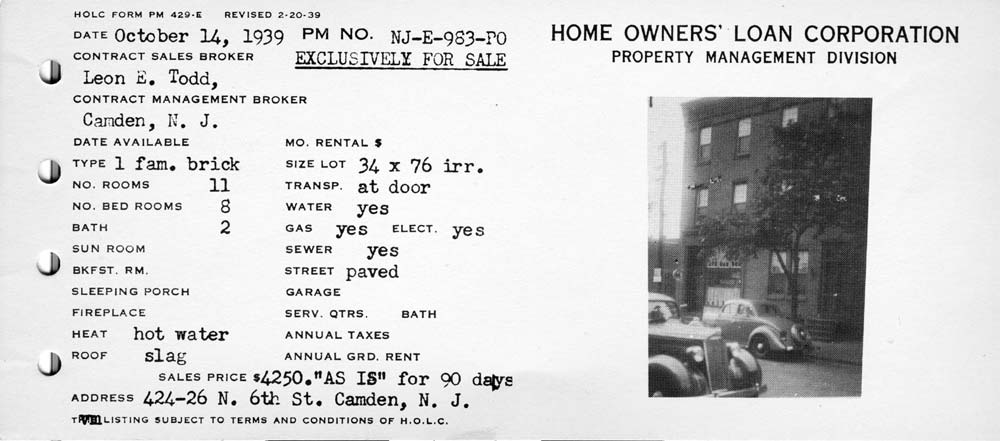 HOLC FORM PM 429-E REVISED 2-20-39
DATE October 14, 1939 PM NO. NJ-E-983-PO
CONTRACT SALES BROKER EXCLUSIVELY FOR SALE
Leon E. Todd,
CONTRACT MANAGEMENT BROKER
Camden, N. J.
DATE AVAILABLE MO. RENTAL $
TYPE 1 fam. brick SIZE LOT 34 x 76 irr.
NO. ROOMS 11 TRANSP. at door
NO. BED ROOMS 8 WATER yes
BATH 2 GAS yes ELECT. yes
SUN ROOM SEWER yes
BKFST. RM. STREET paved
SLEEPING PORCH GARAGE
FIREPLACE SERV. QTRS. BATH
HEAT hot water ANNUAL TAXES
ROOF slag ANNUAL GRD. RENT
SALES PRICE $4250."AS IS" for 90 days
ADDRESS 424-26 N. 6th St. Camden, N. J.
LISTING SUBJECT TO TERMS AND CONDITIONS OF H.O.L.C.
HOME OWNERS' LOAN CORPORATION
PROPERTY MANAGEMENT DIVISION